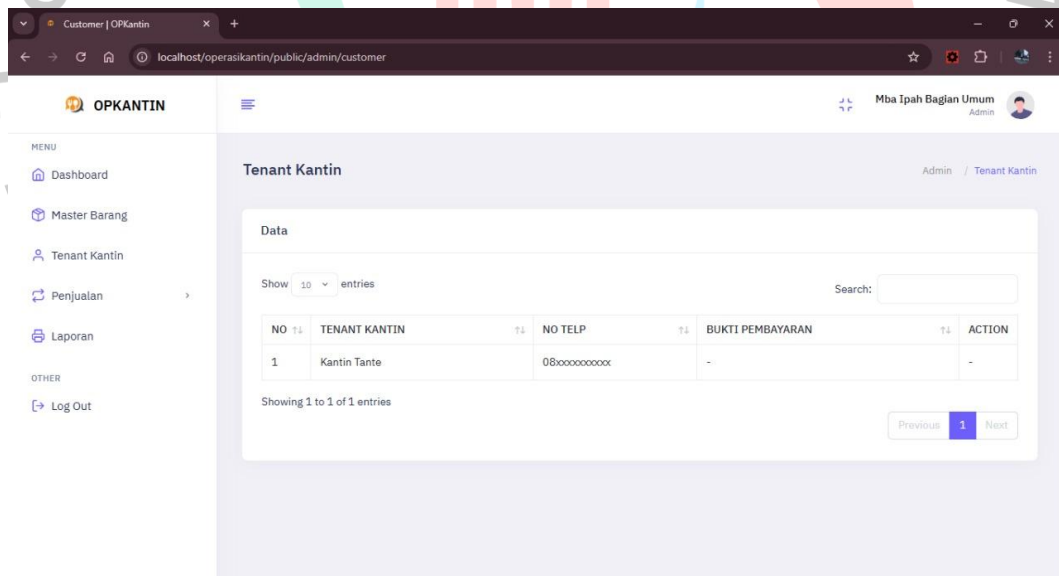 Customer | OPKantin
localhost/operasikantin/public/admin/customer
OPKANTIN
Mba Ipah Bagian Umum
Admin
MENU
Dashboard
Master Barang
Tenant Kantin
Penjualan
Laporan
OTHER
Log Out
Tenant Kantin
Admin / Tenant Kantin
Data
Show 10 entries
Search:
NO TENANT KANTIN NO TELP BUKTI PEMBAYARAN ACTION
1 Kantin Tante 08xxxxxxxxxx - -
Showing 1 to 1 of 1 entries
Previous 1 Next